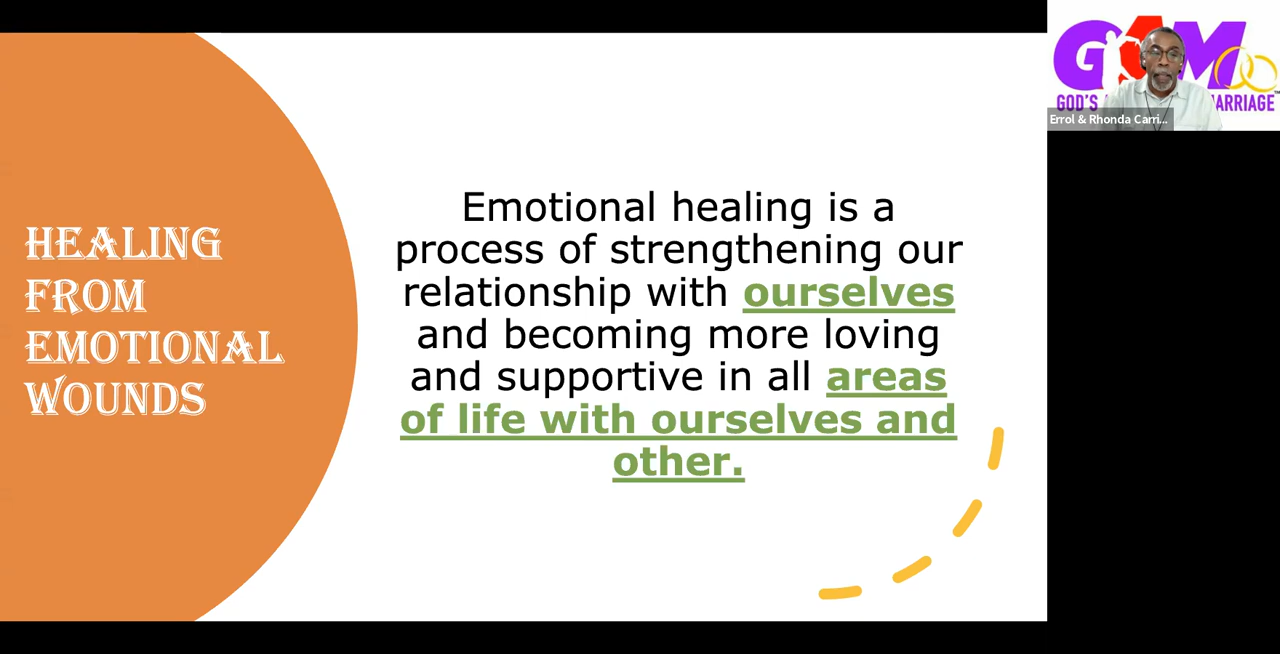 HEALING
FROM
EMOTIONAL
WOUNDS
Emotional healing is a
process of strengthening our
relationship with ourselves
and becoming more loving
and supportive in all areas
of life with ourselves and
other.
GAM
GOD'S ARRIAGE
Errol & Rhonda Carri...